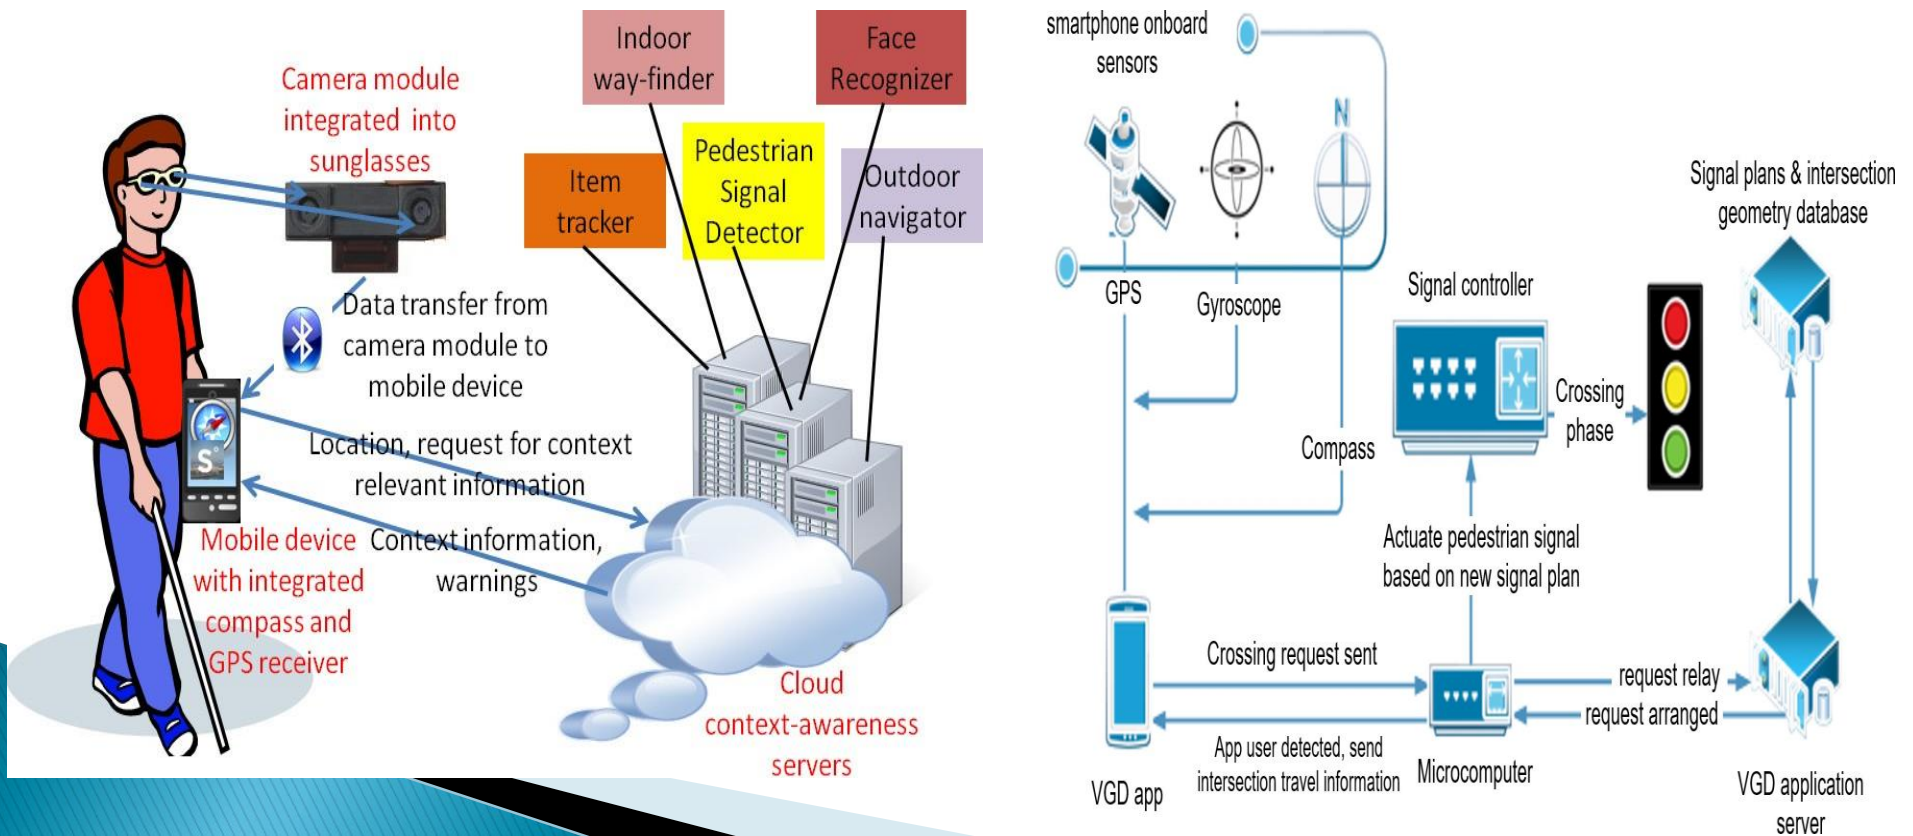 Camera module
integrated into
sunglasses
Indoor
way-finder
Face
Recognizer
Item
tracker
Pedestrian
Signal
Detector
Outdoor
navigator
Data transfer from
camera module to
mobile device
Location, request for context
relevant information
Context information,
warnings
Mobile device
with integrated
compass and
GPS receiver
Cloud
context-awareness
servers
S
smartphone onboard
sensors
N
GPS
Gyroscope
Compass
Signal controller
Crossing
phase
Signal plans & intersection
geometry database
Actuate pedestrian signal
based on new signal plan
Crossing request sent
request relay
request arranged
App user detected, send
intersection travel information
VGD app
Microcomputer
VGD application
server